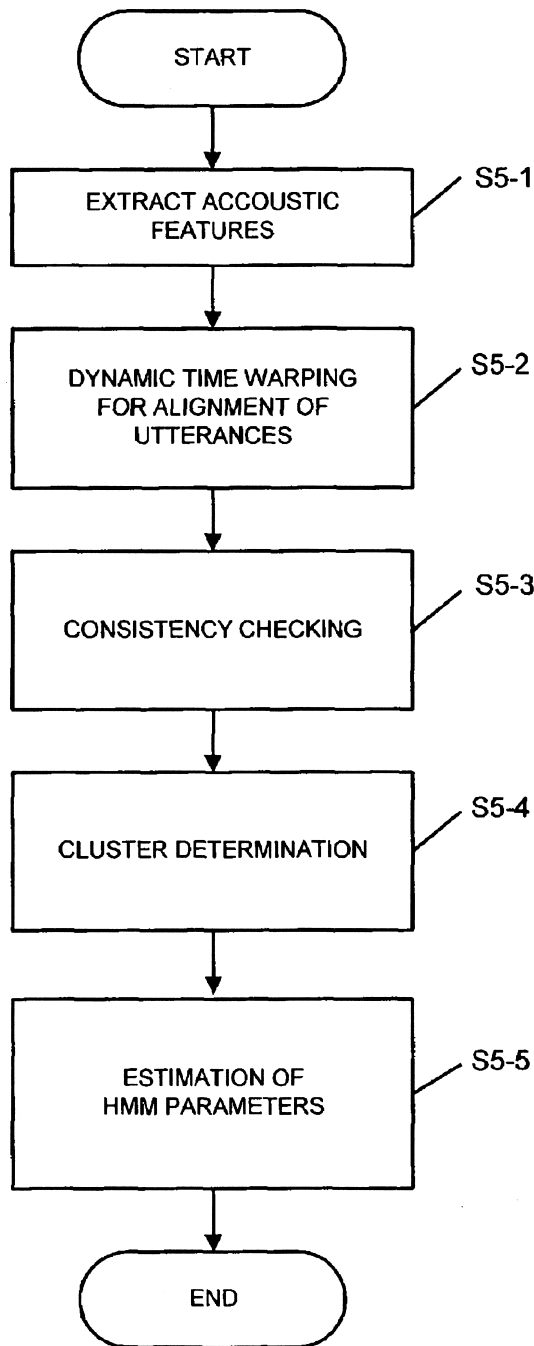 START
S5-1
EXTRACT ACCOUSTIC
FEATURES
S5-2
DYNAMIC TIME WARPING
FOR ALIGNMENT OF
UTTERANCES
S5-3
CONSISTENCY CHECKING
S5-4
CLUSTER DETERMINATION
S5-5
ESTIMATION OF
HMM PARAMETERS
END